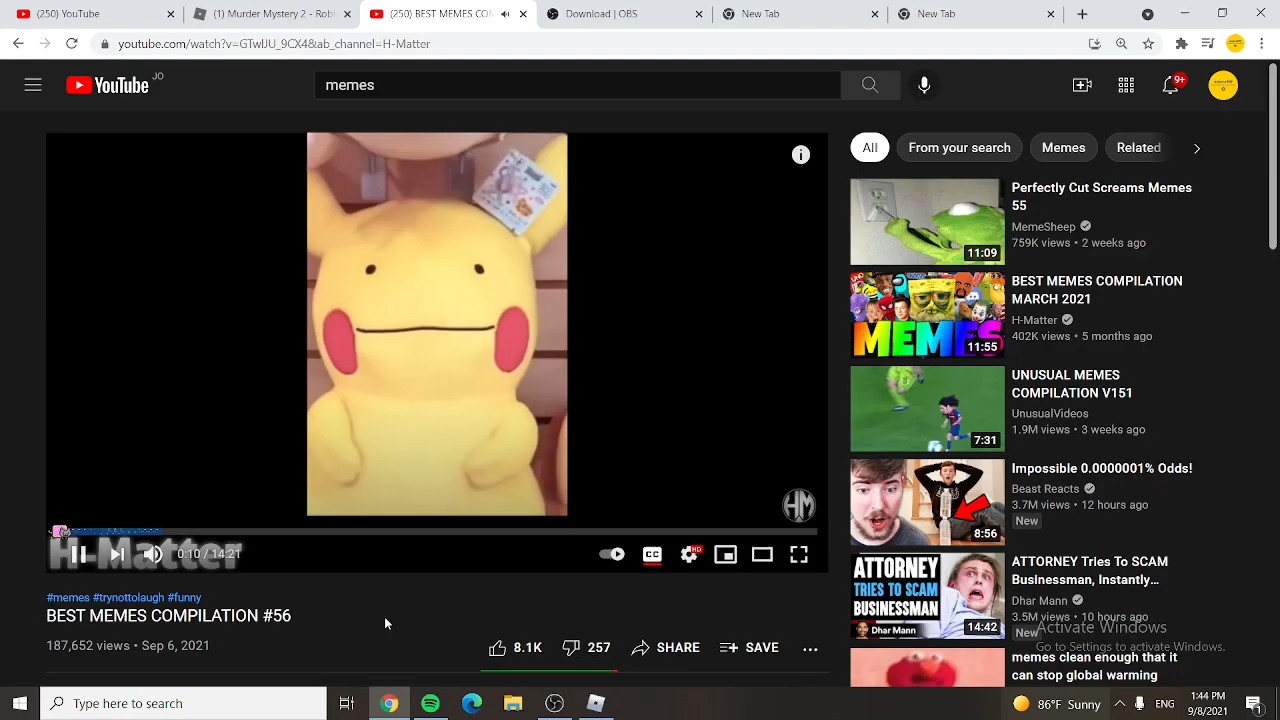 (250) YouTube
(1) Murder Mystery 2 - Robl
(250) BEST MEMES CON
Download | OBS
New Tab
New Tab
youtube.com/watch?v=GTwIJU_9CX4&ab_channel=H-Matter
YouTube JO
memes
9+
All
From your search
Memes
Related
Perfectly Cut Screams Memes
55
MemeSheep
759K views • 2 weeks ago
11:09
BEST MEMES COMPILATION
MARCH 2021
H-Matter
402K views • 5 months ago
MEMES
11:55
UNUSUAL MEMES
COMPILATION V151
UnusualVideos
1.9M views • 3 weeks ago
7:31
Impossible 0.0000001% Odds!
Beast Reacts
3.7M views • 12 hours ago
New
8:56
ATTORNEY Tries To SCAM
Businessman, Instantly...
Dhar Mann
3.5M views • 10 hours ago
New
ATTORNEY
TRIES TO SCAM
BUSINESSMAN
Dhar Mann
14:42
memes clean enough that it
can stop global warming
Activate Windows
Go to Settings to activate Windows.
HM
H-Matter
0:10 / 14:21
CC
HD
#memes #trynottolaugh #funny
BEST MEMES COMPILATION #56
187,652 views • Sep 6, 2021
8.1K
257
SHARE
SAVE
Type here to search
86°F Sunny
ENG
1:44 PM
9/8/2021
1